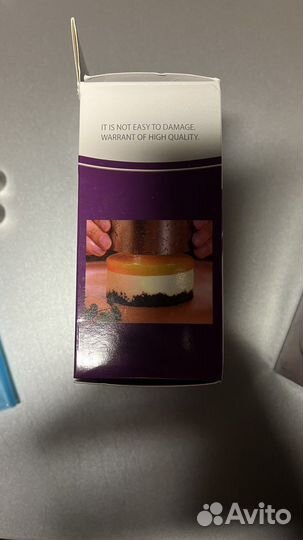 IT IS NOT EASY TO DAMAGE.
WARRANT OF HIGH QUALITY.
Avito